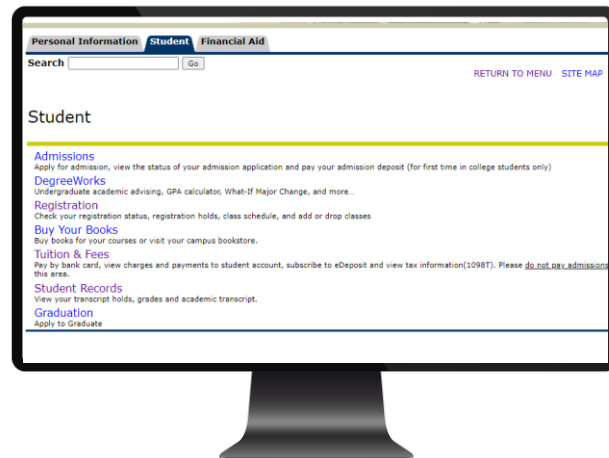 Personal Information Student Financial Aid
Search Go
RETURN TO MENU SITE MAP
Student
Admissions
Apply for admission, view the status of your admission application and pay your admission deposit (for first time in college students only)
DegreeWorks
Undergraduate academic advising, GPA calculator, What-If Major Change, and more...
Registration
Check your registration status, registration holds, class schedule, and add or drop classes
Buy Your Books
Buy books for your courses or visit your campus bookstore.
Tuition & Fees
Pay by bank card, view charges and payments to student account, subscribe to eDeposit and view tax information(1098T). Please do not pay admissions
this area.
Student Records
View your transcript holds, grades and academic transcript.
Graduation
Apply to Graduate